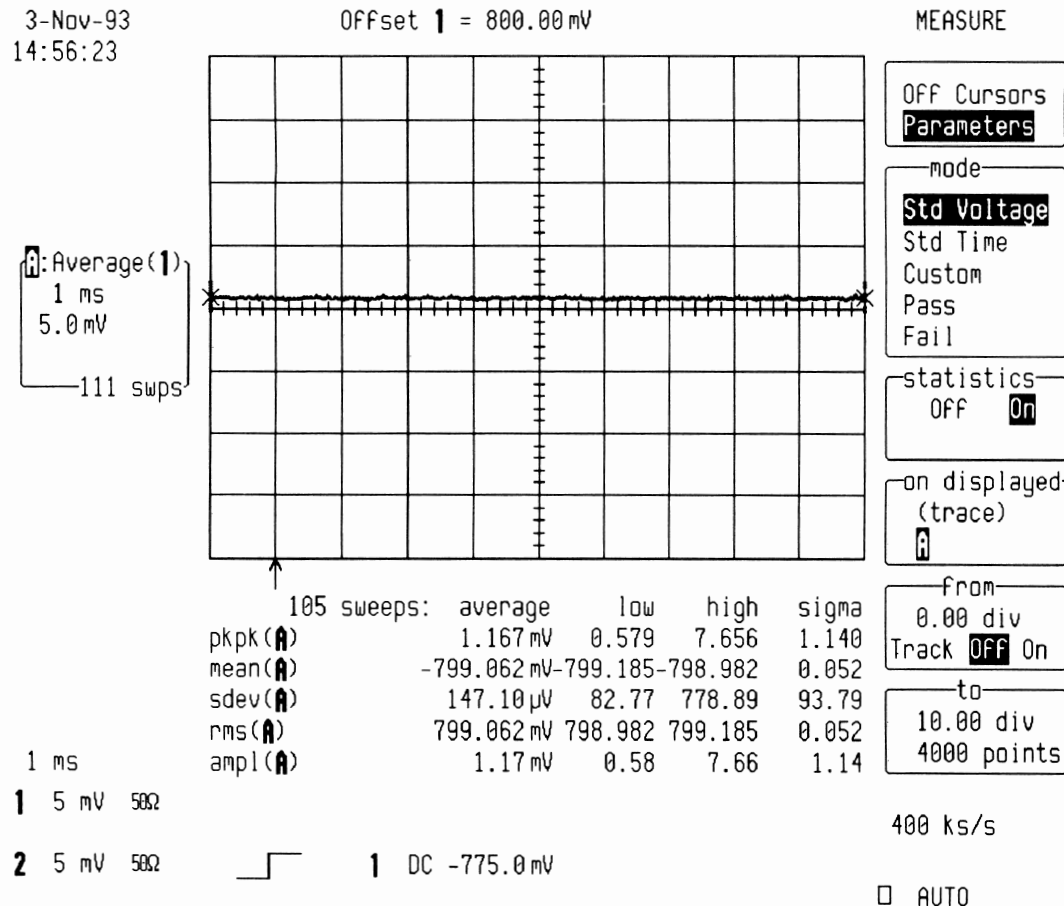 3-Nov-93
14:56:23
Offset 1 = 800.00 mV
MEASURE
Off Cursors
Parameters
mode
Std Voltage
Std Time
Custom
Pass
Fail
A:Average(1)
1 ms
5.0 mV
111 swps
statistics
Off On
on displayed
(trace)
A
from
0.00 div
Track Off On
to
10.00 div
4000 points
105 sweeps: average low high sigma
pkpk(A) 1.167 mV 0.579 7.656 1.140
mean(A) -799.062 mV-799.185-798.982 0.052
sdev(A) 147.10 µV 82.77 778.89 93.79
rms(A) 799.062 mV 798.982 799.185 0.052
ampl(A) 1.17 mV 0.58 7.66 1.14
1 ms
1 5 mV 50Ω
2 5 mV 50Ω
1 DC -775.0 mV
400 ks/s
□ AUTO